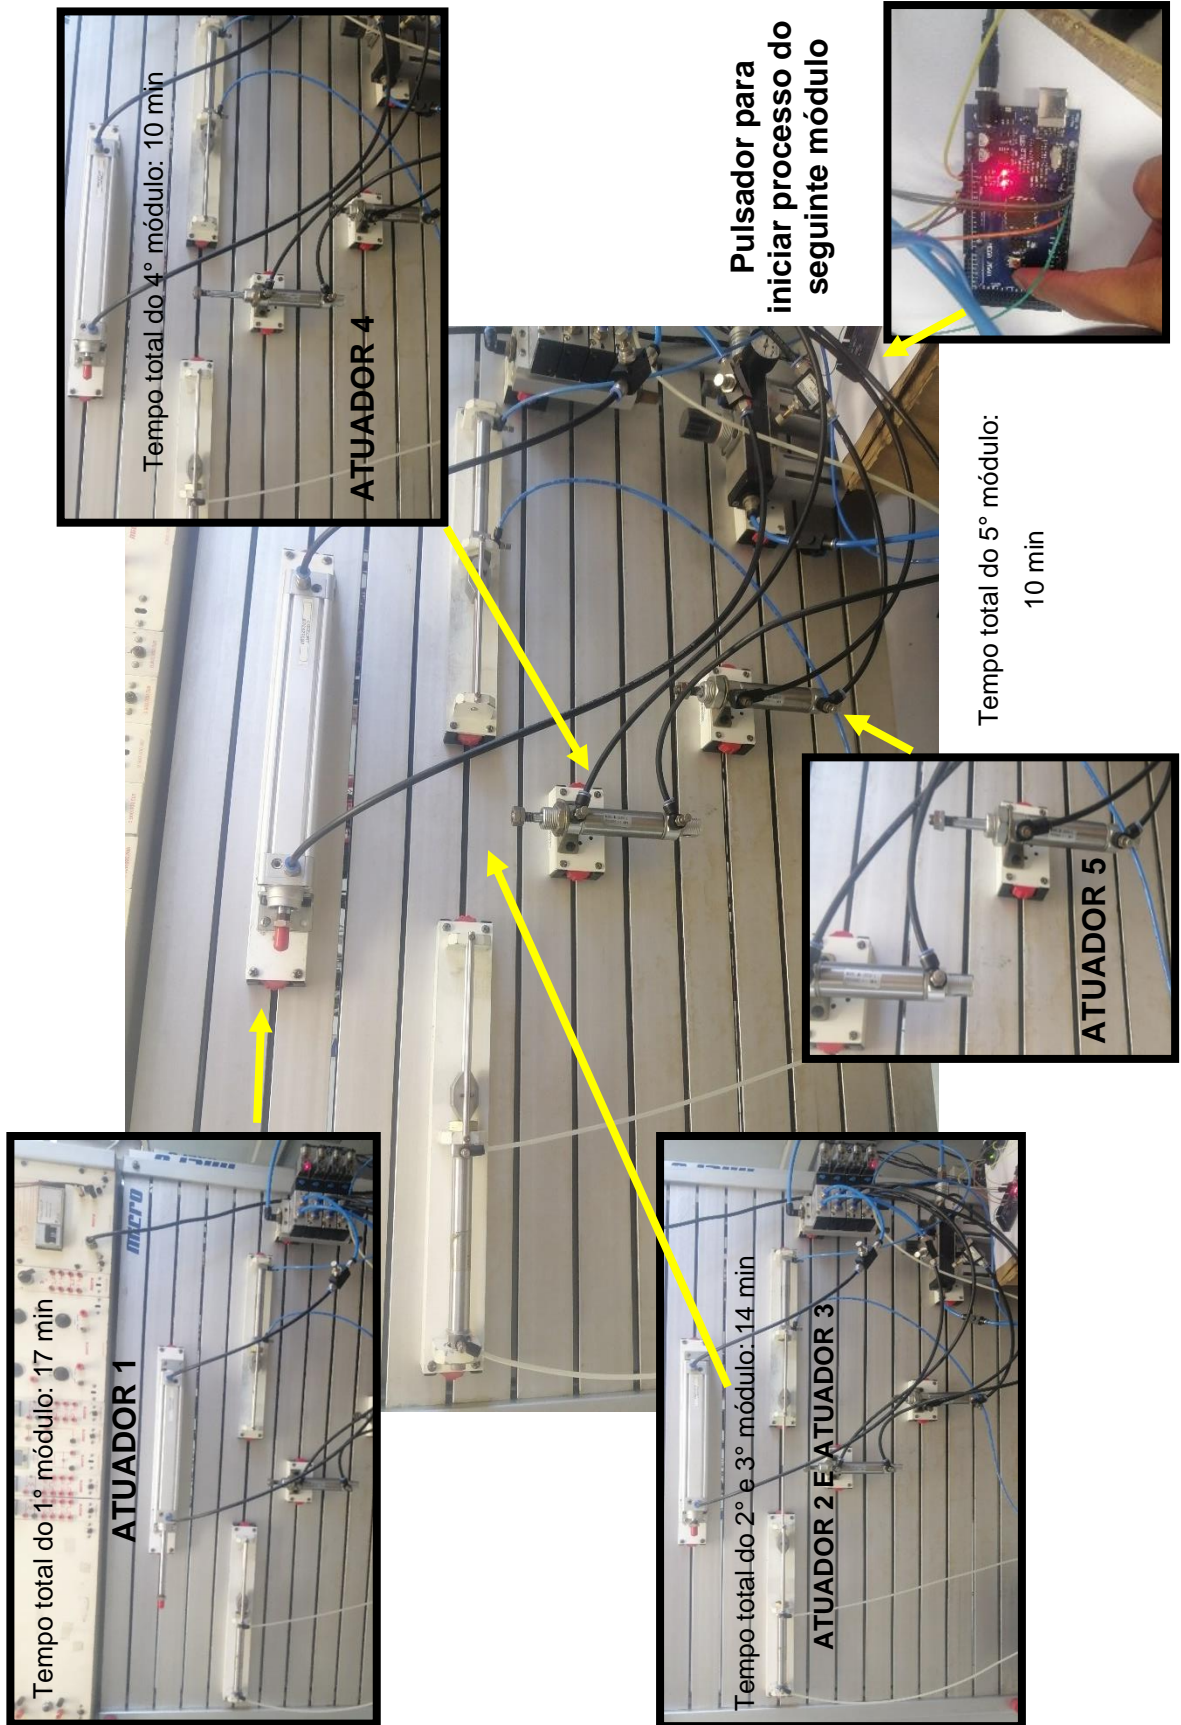 Tempo total do 1° módulo: 17 min
ATUADOR 1
micro
Tempo total do 4° módulo: 10 min
ATUADOR 4
Tempo total do 2° e 3° módulo: 14 min
ATUADOR 2 E ATUADOR 3
Tempo total do 5° módulo:
10 min
ATUADOR 5
Pulsador para
iniciar processo do
seguinte módulo